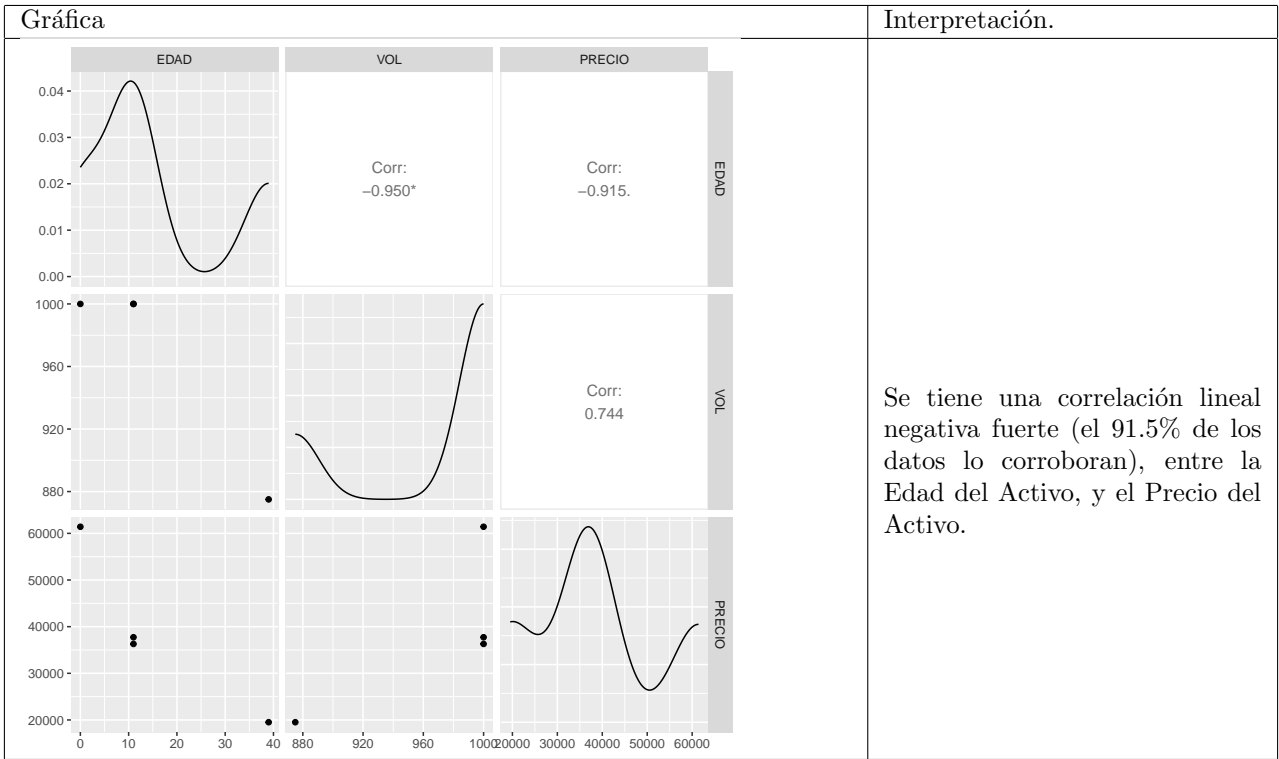 Gráfica
Interpretación.
EDAD
VOL
PRECIO
0.04
0.03
0.02
0.01
0.00
Corr:
−0.950*
Corr:
−0.915.
EDAD
1000
960
920
880
Corr:
0.744
VOL
60000
50000
40000
30000
20000
PRECIO
0 10 20 30 40
880 920 960 1000
20000 30000 40000 50000 60000
Se tiene una correlación lineal
negativa fuerte (el 91.5% de los
datos lo corroboran), entre la
Edad del Activo, y el Precio del
Activo.